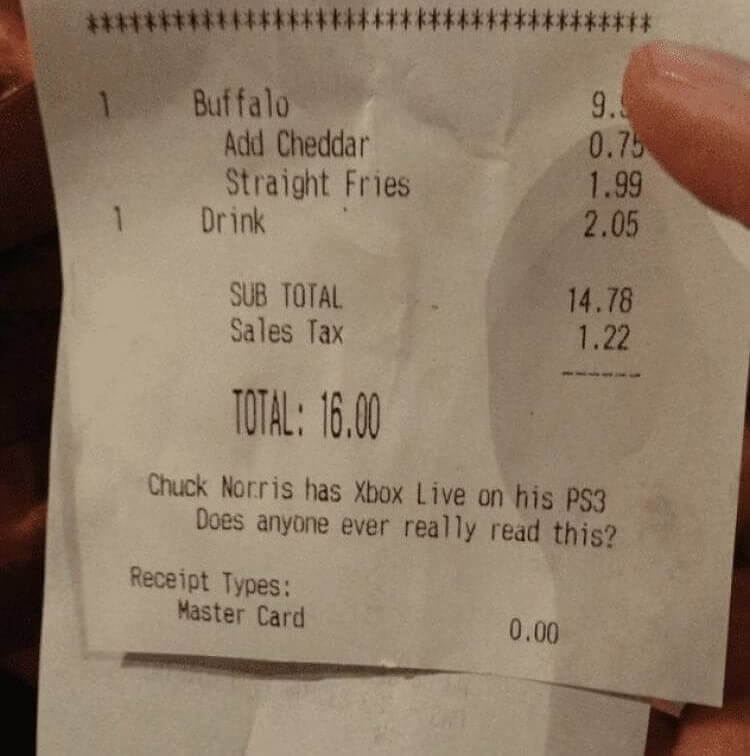 ***************************************
1 Buffalo 9.9
Add Cheddar 0.75
Straight Fries 1.99
1 Drink 2.05
SUB TOTAL 14.78
Sales Tax 1.22
TOTAL: 16.00
Chuck Norris has Xbox Live on his PS3
Does anyone ever really read this?
Receipt Types:
Master Card 0.00